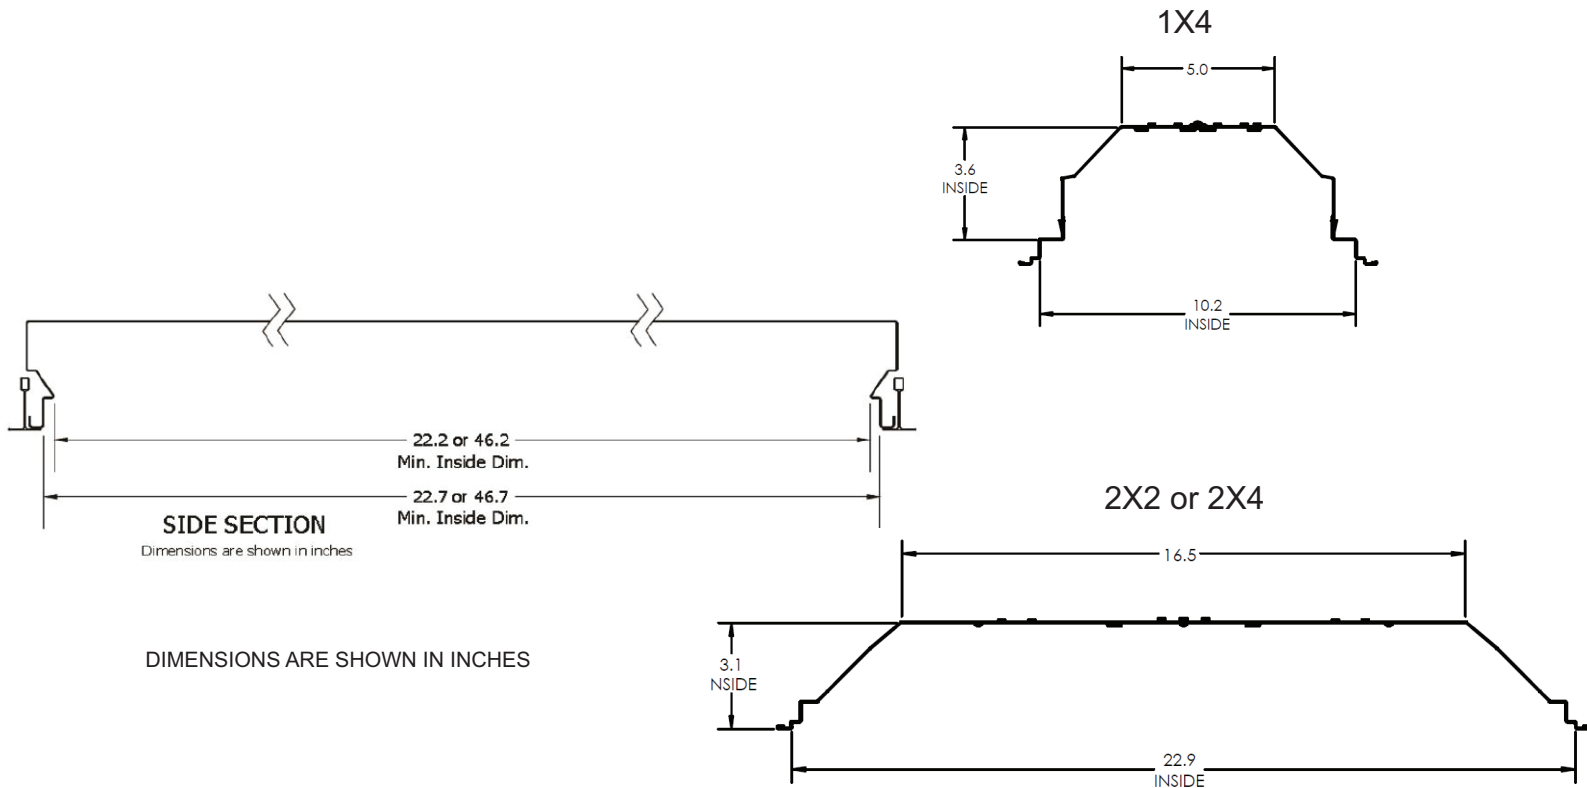 1X4
5.0
3.6
INSIDE
10.2
INSIDE
22.2 or 46.2
Min. Inside Dim.
22.7 or 46.7
Min. Inside Dim.
SIDE SECTION
Dimensions are shown in inches
DIMENSIONS ARE SHOWN IN INCHES
2X2 or 2X4
16.5
3.1
NSIDE
22.9
INSIDE